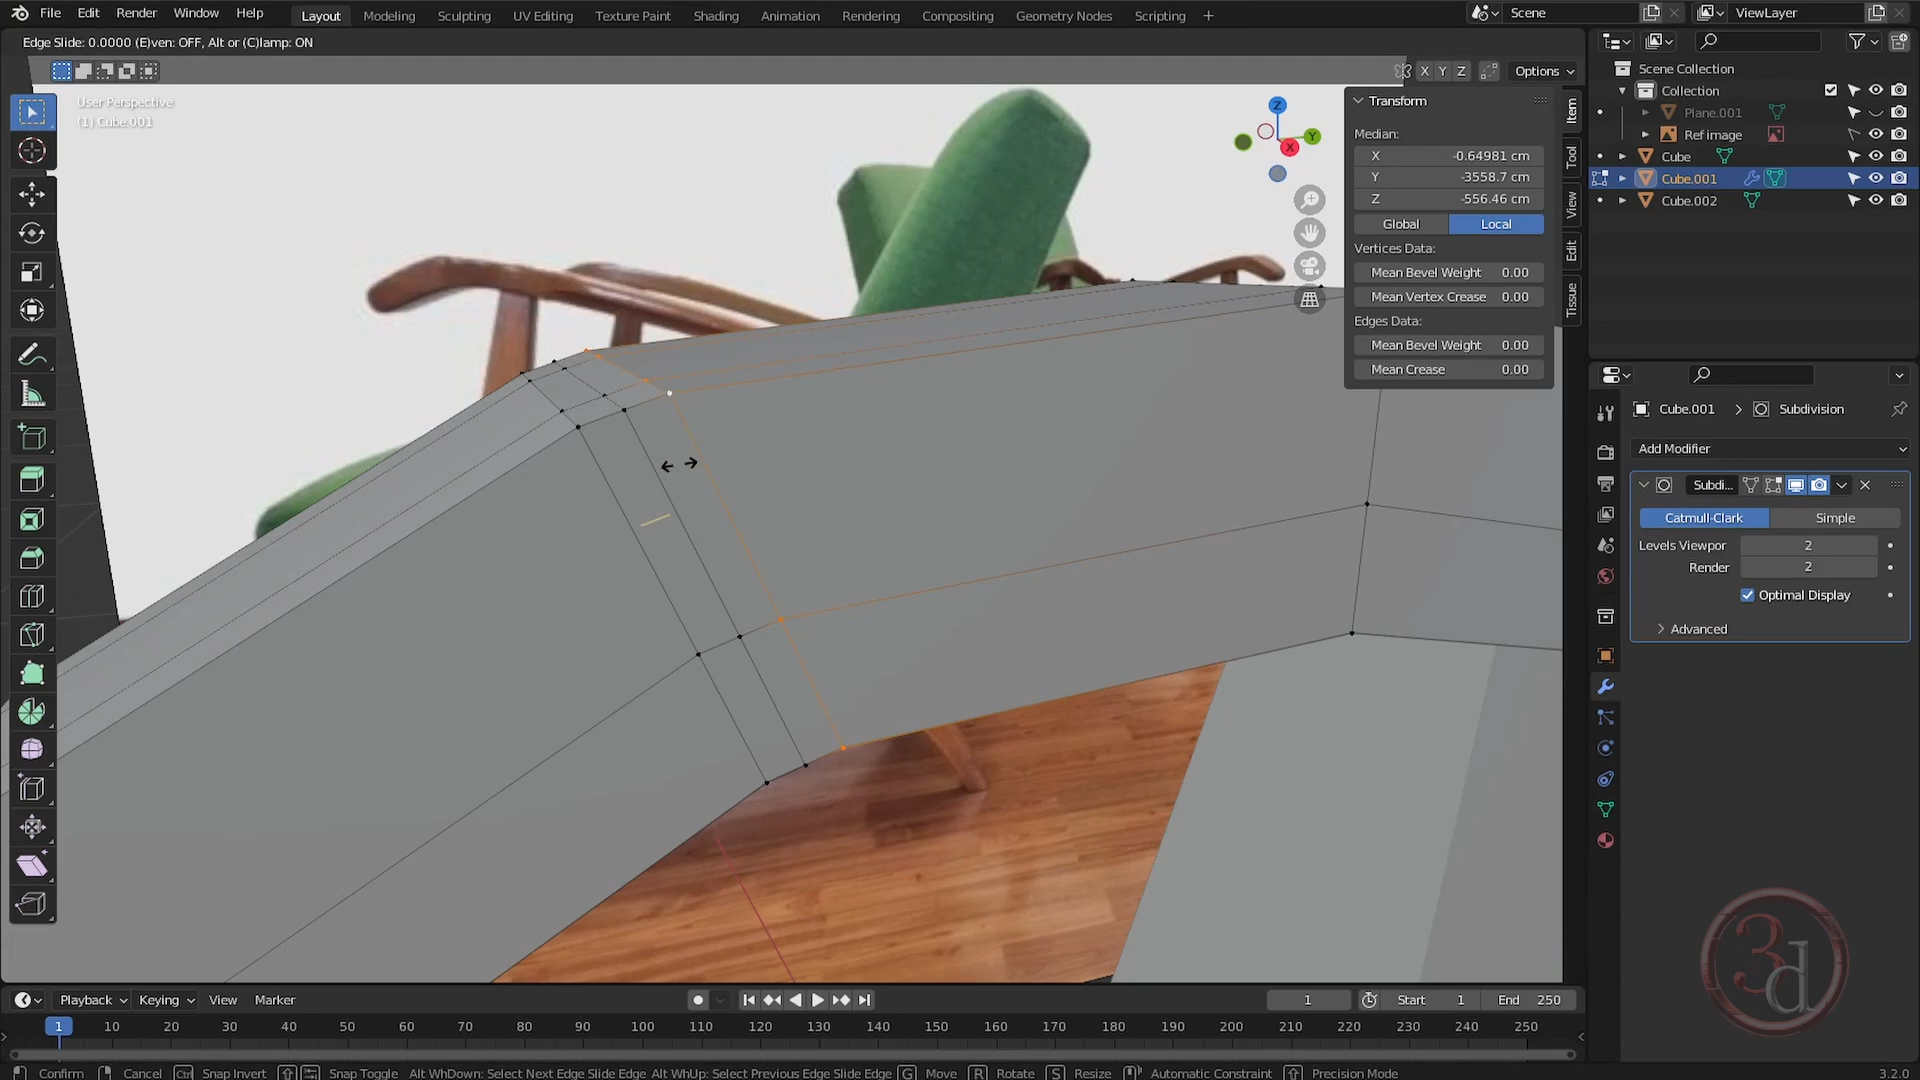 File Edit Render Window Help
Layout Modeling Sculpting UV Editing Texture Paint Shading Animation Rendering Compositing Geometry Nodes Scripting +
Scene
ViewLayer
Edge Slide: 0.0000 (E)ven: OFF, Alt or (C)lamp: ON
X Y Z Options
User Perspective
(1) Cube.001
Z
Y
X
Transform
Median:
X -0.64981 cm
Y -3558.7 cm
Z -556.46 cm
Global Local
Vertices Data:
Mean Bevel Weight 0.00
Mean Vertex Crease 0.00
Edges Data:
Mean Bevel Weight 0.00
Mean Crease 0.00
Item
Tool
View
Edit
Tissue
Scene Collection
Collection
Plane.001
Ref image
Cube
Cube.001
Cube.002
Cube.001 > Subdivision
Add Modifier
Subdi...
Catmull-Clark Simple
Levels Viewpor 2
Render 2
Optimal Display
Advanced
3d
Playback Keying View Marker
1 Start 1 End 250
1 10 20 30 40 50 60 70 80 90 100 110 120 130 140 150 160 170 180 190 200 210 220 230 240 250
Confirm Cancel Ctrl Snap Invert Snap Toggle Alt WhDown: Select Next Edge Slide Edge Alt WhUp: Select Previous Edge Slide Edge G Move R Rotate S Resize Automatic Constraint Precision Mode 3.2.0